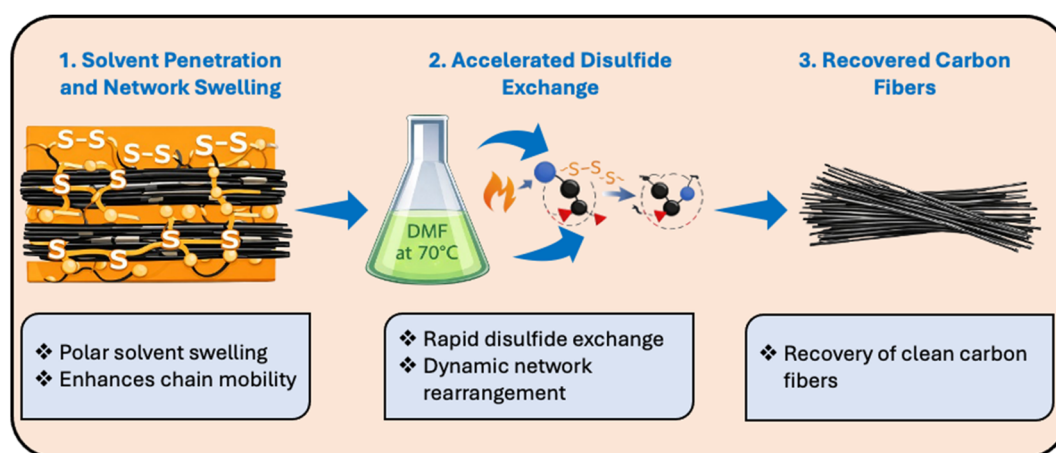 1. Solvent Penetration
and Network Swelling
2. Accelerated Disulfide
Exchange
3. Recovered Carbon
Fibers
S-S
S-S
S-S
S
S
S
S
S
S
DMF
at 70°C
S-S
S-
❖ Polar solvent swelling
❖ Enhances chain mobility
❖ Rapid disulfide exchange
❖ Dynamic network
rearrangement
❖ Recovery of clean carbon
fibers